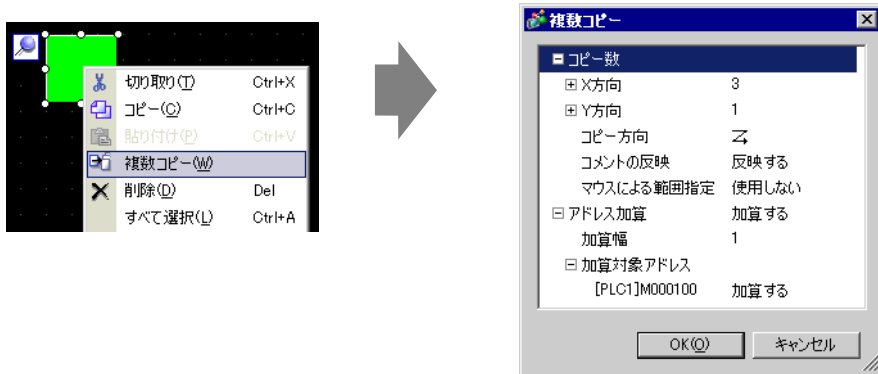 切り取り(T) Ctrl+X
コピー(C) Ctrl+C
貼り付け(P) Ctrl+V
複数コピー(W)
削除(D) Del
すべて選択(L) Ctrl+A
複数コピー
コピー数
X方向 3
Y方向 1
コピー方向
コメントの反映 反映する
マウスによる範囲指定 使用しない
アドレス加算 加算する
加算幅 1
加算対象アドレス
[PLC1]M000100 加算する
OK(O) キャンセル